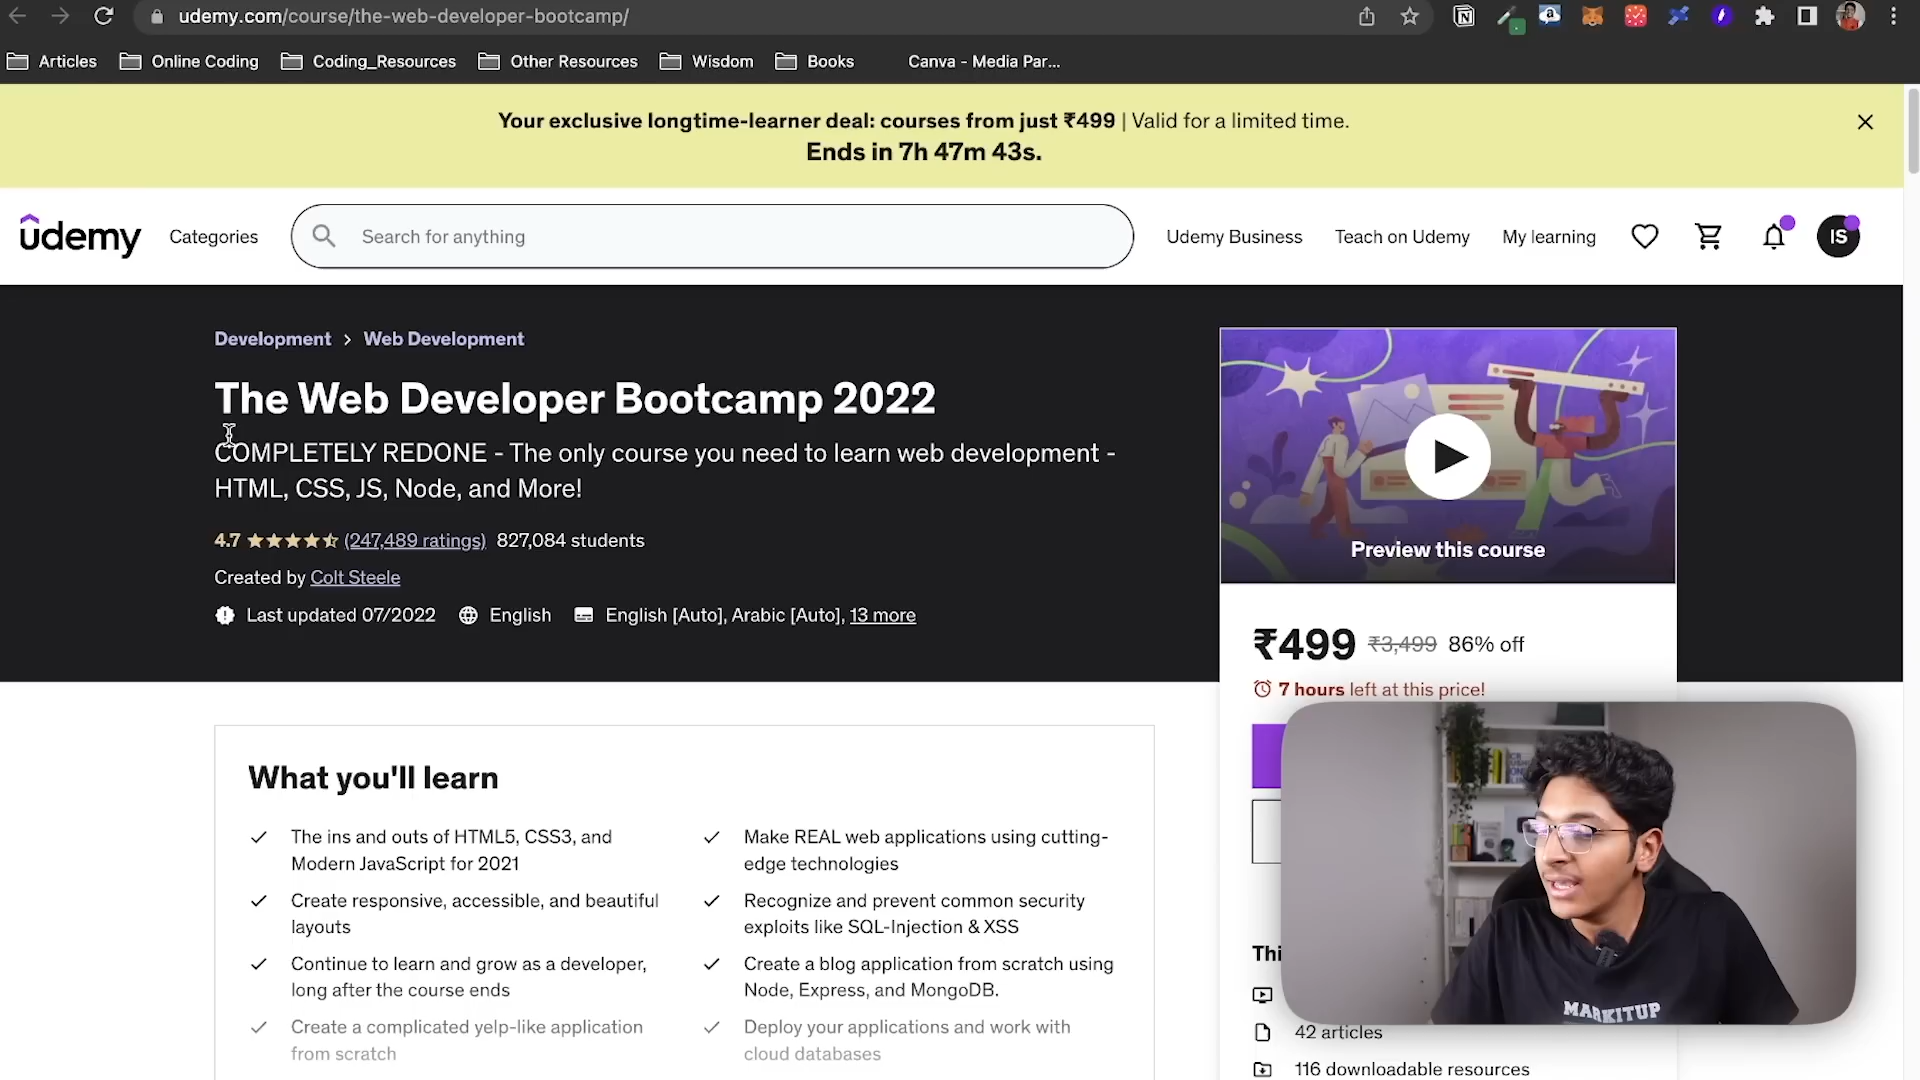 udemy.com/course/the-web-developer-bootcamp/
Articles
Online Coding
Coding_Resources
Other Resources
Wisdom
Books
Canva - Media Par...
Your exclusive longtime-learner deal: courses from just ₹499 | Valid for a limited time.
Ends in 7h 47m 43s.
udemy
Categories
Search for anything
Udemy Business
Teach on Udemy
My learning
IS
Development > Web Development
The Web Developer Bootcamp 2022
COMPLETELY REDONE - The only course you need to learn web development -
HTML, CSS, JS, Node, and More!
4.7 (247,489 ratings) 827,084 students
Created by Colt Steele
Last updated 07/2022 English English [Auto], Arabic [Auto], 13 more
Preview this course
₹499 ₹3,499 86% off
7 hours left at this price!
What you'll learn
The ins and outs of HTML5, CSS3, and
Modern JavaScript for 2021
Create responsive, accessible, and beautiful
layouts
Continue to learn and grow as a developer,
long after the course ends
Create a complicated yelp-like application
from scratch
Make REAL web applications using cutting-
edge technologies
Recognize and prevent common security
exploits like SQL-Injection & XSS
Create a blog application from scratch using
Node, Express, and MongoDB.
Deploy your applications and work with
cloud databases
Thi
42 articles
116 downloadable resources
MARKITUP